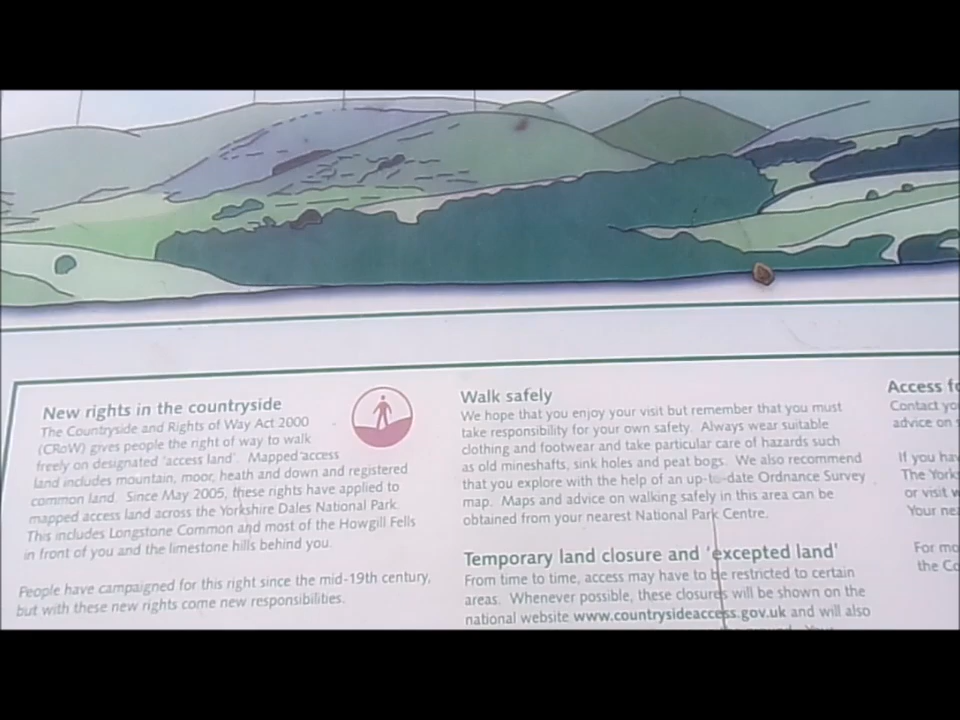 New rights in the countryside
The Countryside and Rights of Way Act 2000
(CRoW) gives people the right of way to walk
freely on designated 'access land'. Mapped access
land includes mountain, moor, heath and down and registered
common land. Since May 2005, these rights have applied to
mapped access land across the Yorkshire Dales National Park.
This includes Longstone Common and most of the Howgill Fells
in front of you and the limestone hills behind you.
People have campaigned for this right since the mid-19th century,
but with these new rights come new responsibilities.
Walk safely
We hope that you enjoy your visit but remember that you must
take responsibility for your own safety. Always wear suitable
clothing and footwear and take particular care of hazards such
as old mineshafts, sink holes and peat bogs. We also recommend
that you explore with the help of an up-to-date Ordnance Survey
map. Maps and advice on walking safely in this area can be
obtained from your nearest National Park Centre.
Temporary land closure and 'excepted land'
From time to time, access may have to be restricted to certain
areas. Whenever possible, these closures will be shown on the
national website www.countrysideaccess.gov.uk and will also
Access fo
Contact yo
advice on
If you hav
The York
or visit w
Your nea
For mo
the Co